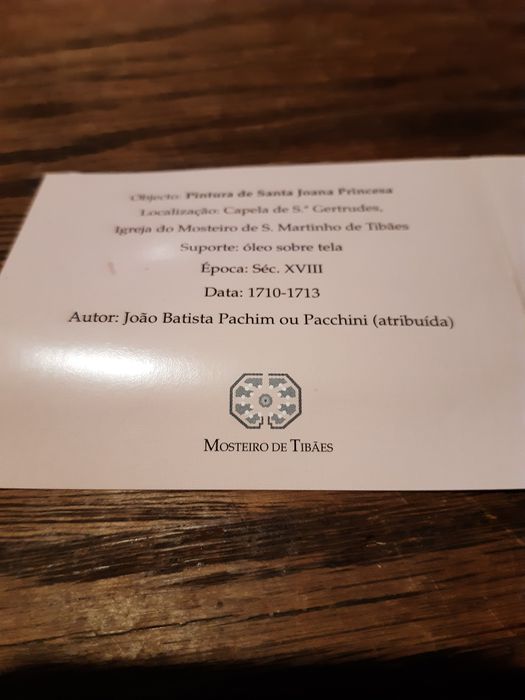 Objecto: Pintura de Santa Joana Princesa
Localização: Capela de S.ª Gertrudes,
Igreja do Mosteiro de S. Martinho de Tibães
Suporte: óleo sobre tela
Época: Séc. XVIII
Data: 1710-1713
Autor: João Batista Pachim ou Pacchini (atribuída)
MOSTEIRO DE TIBÃES